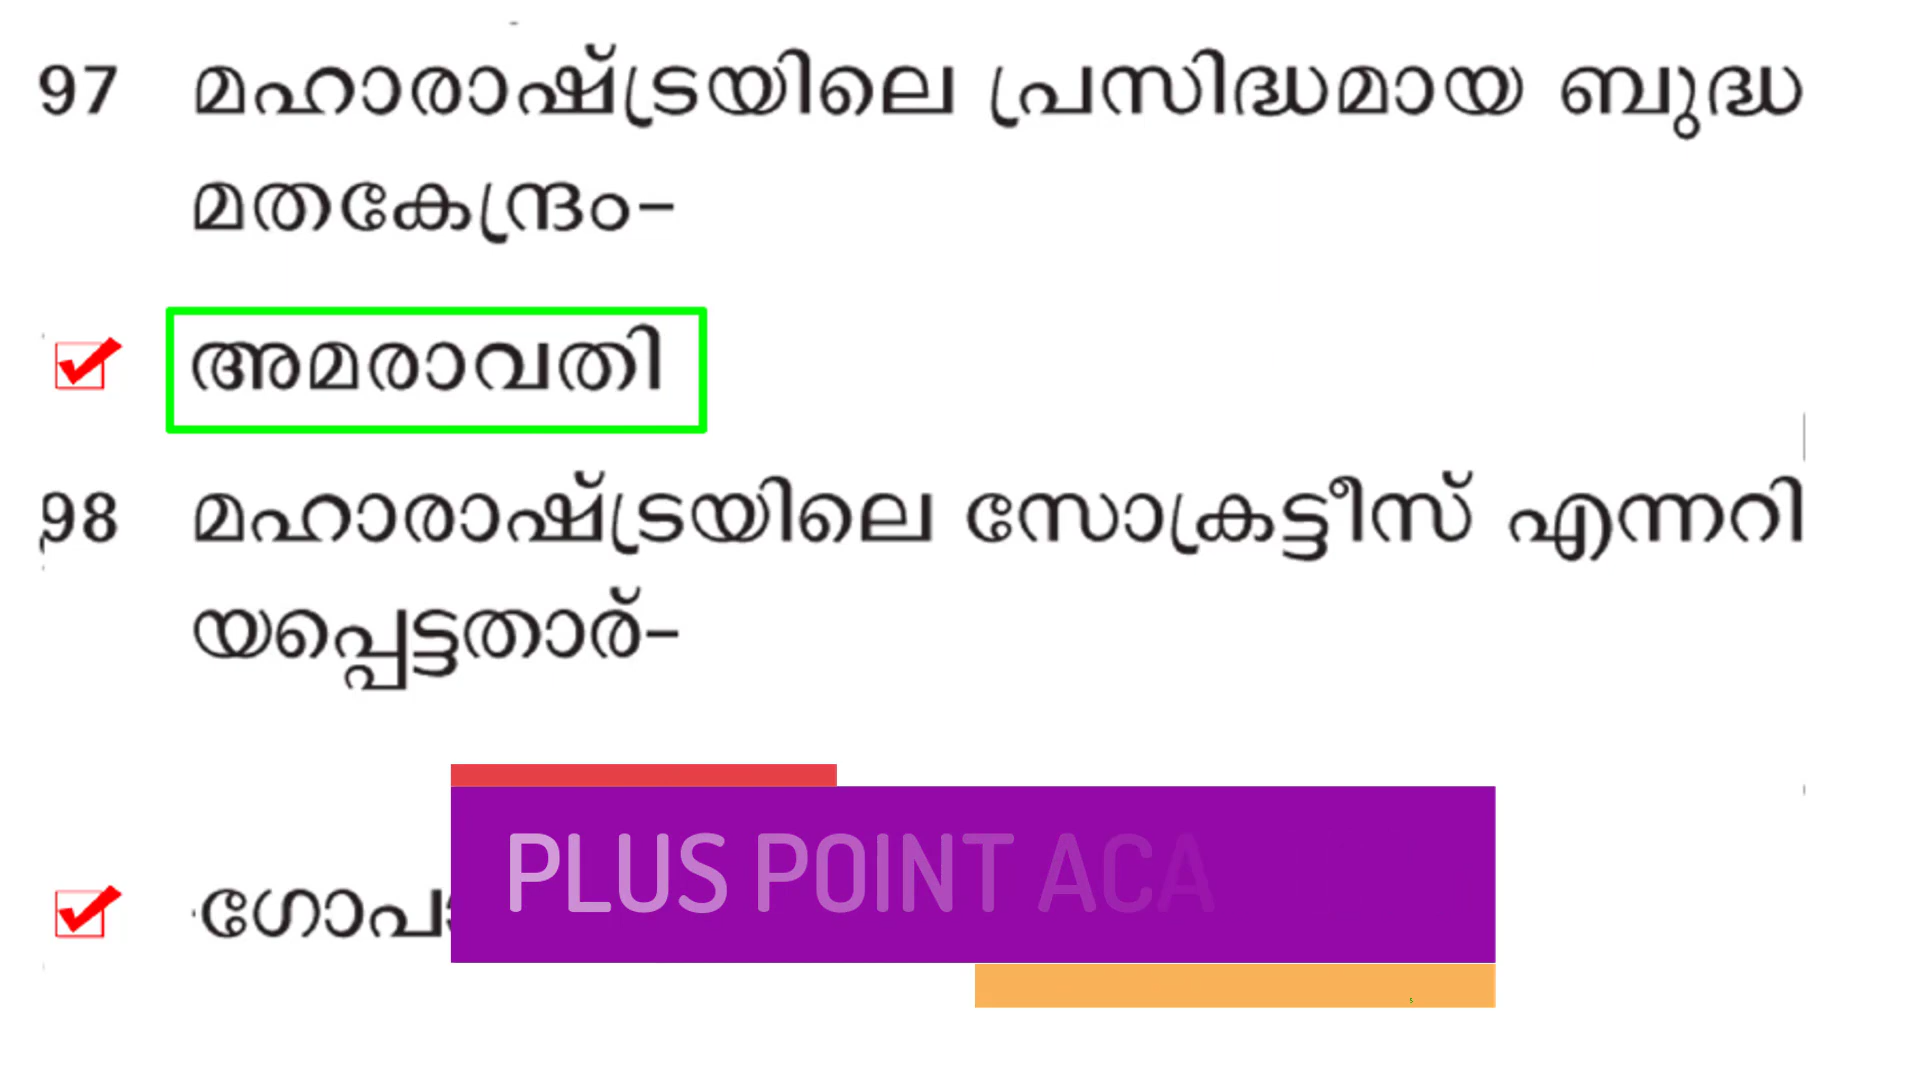 97 മഹാരാഷ്ട്രയിലെ പ്രസിദ്ധമായ ബുദ്ധ
മതകേന്ദ്രം-
അമരാവതി
98 മഹാരാഷ്ട്രയിലെ സോക്രട്ടീസ് എന്നറി
യപ്പെട്ടതാര്-
PLUS POINT ACA